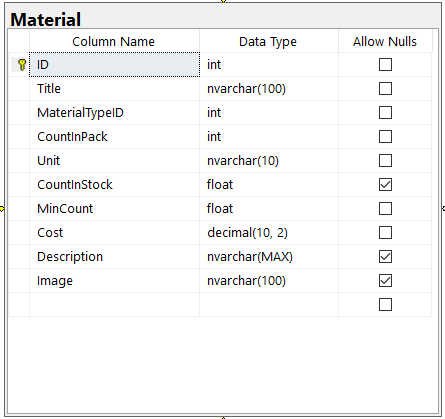 Material
Column Name Data Type Allow Nulls
ID int
Title nvarchar(100)
MaterialTypeID int
CountInPack int
Unit nvarchar(10)
CountInStock float
MinCount float
Cost decimal(10, 2)
Description nvarchar(MAX)
Image nvarchar(100)